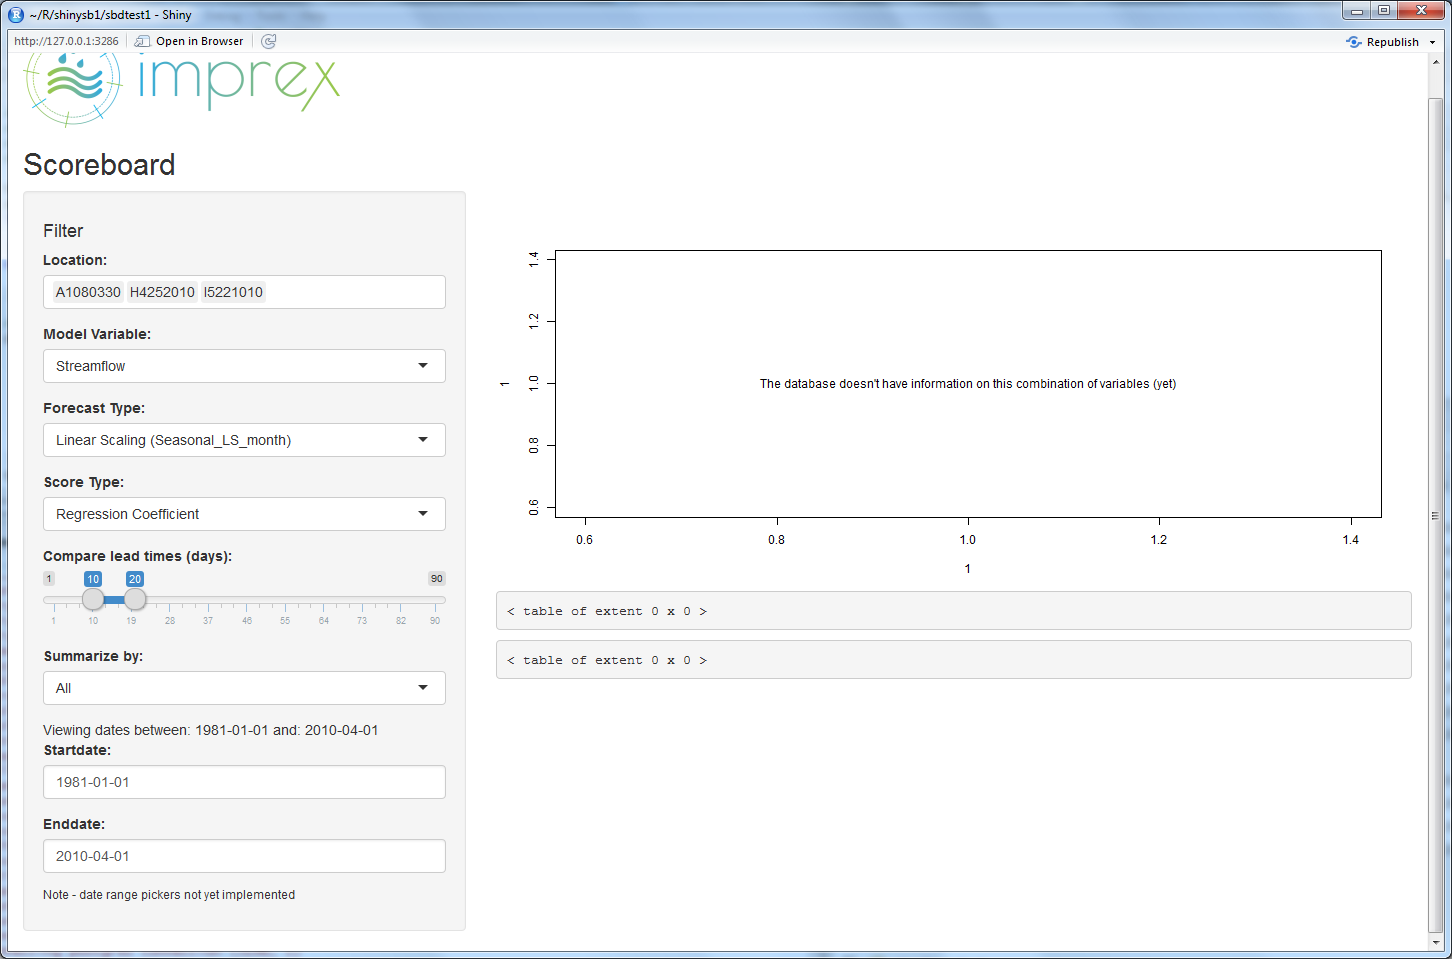 ~/R/shinysb1/sbdtest1 - Shiny
http://127.0.0.1:3286 Open in Browser Republish
imprex
Scoreboard
Filter
Location:
A1080330 H4252010 I5221010
Model Variable:
Streamflow
Forecast Type:
Linear Scaling (Seasonal_LS_month)
Score Type:
Regression Coefficient
Compare lead times (days):
1 10 20 90
1 10 19 28 37 46 55 64 73 82 90
Summarize by:
All
Viewing dates between: 1981-01-01 and: 2010-04-01
Startdate:
1981-01-01
Enddate:
2010-04-01
Note - date range pickers not yet implemented
1.4
1.2
1.0
0.8
0.6
1
The database doesn't have information on this combination of variables (yet)
0.6 0.8 1.0 1.2 1.4
1
< table of extent 0 x 0 >
< table of extent 0 x 0 >